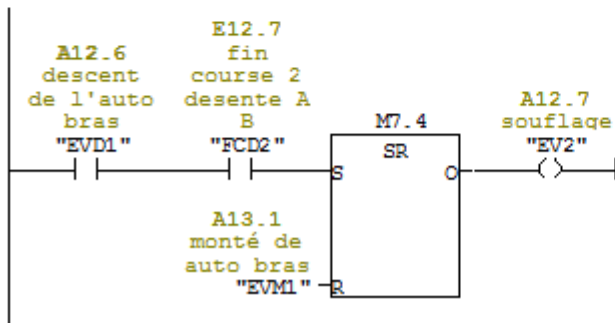 A12.6
descent
de l'auto
bras
"EVD1"
E12.7
fin
course 2
desente A
B
"FCD2"
M7.4
SR
S
O
A12.7
souflage
"EV2"
A13.1
monté de
auto bras
"EVM1"
R